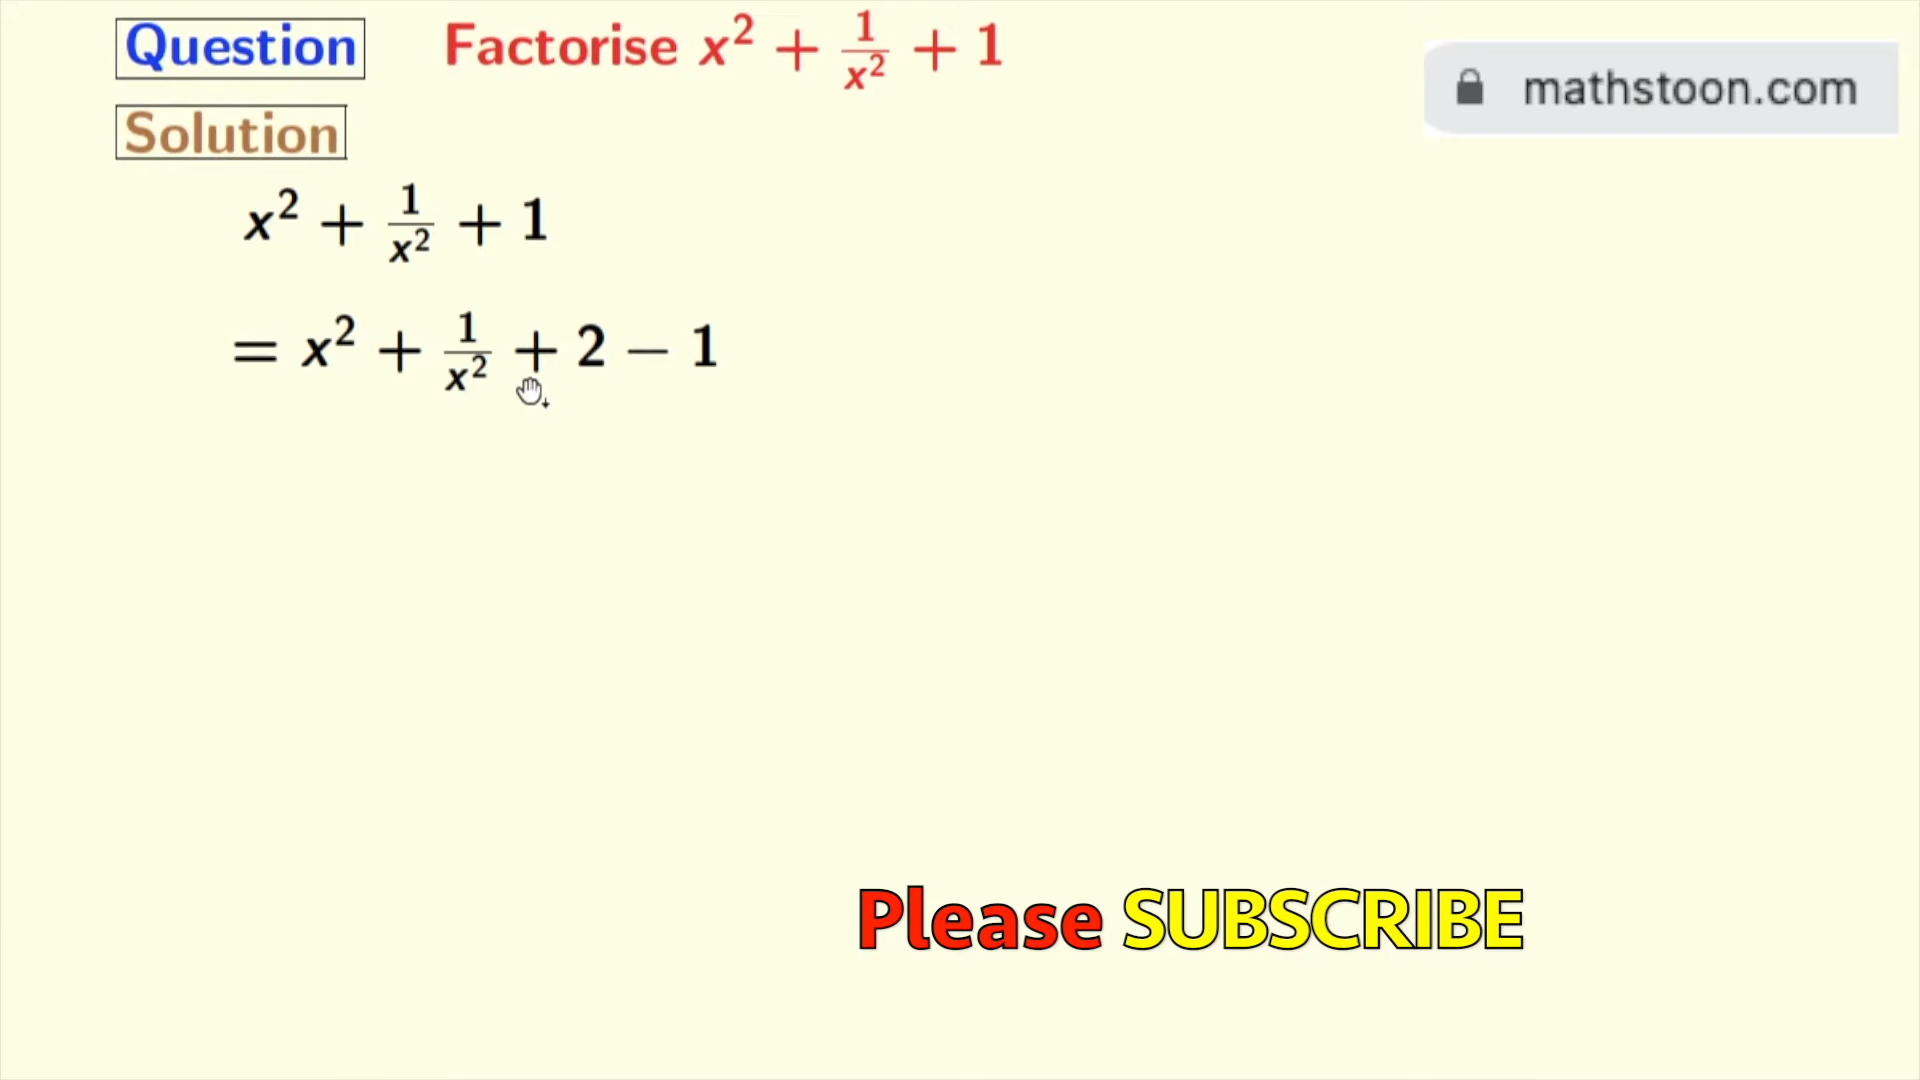 Question Factorise x² + 1/x² + 1
mathstoon.com
Solution
x² + 1/x² + 1
= x² + 1/x² + 2 − 1
Please SUBSCRIBE